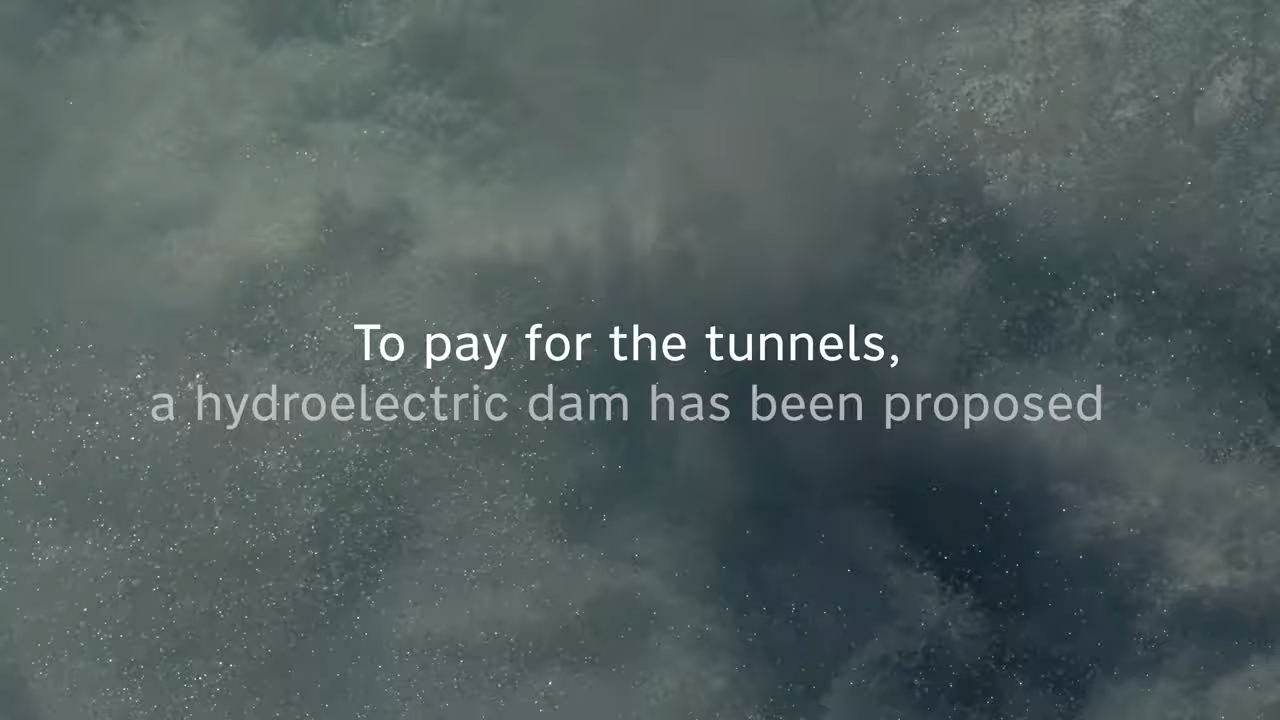 To pay for the tunnels,
a hydroelectric dam has been proposed